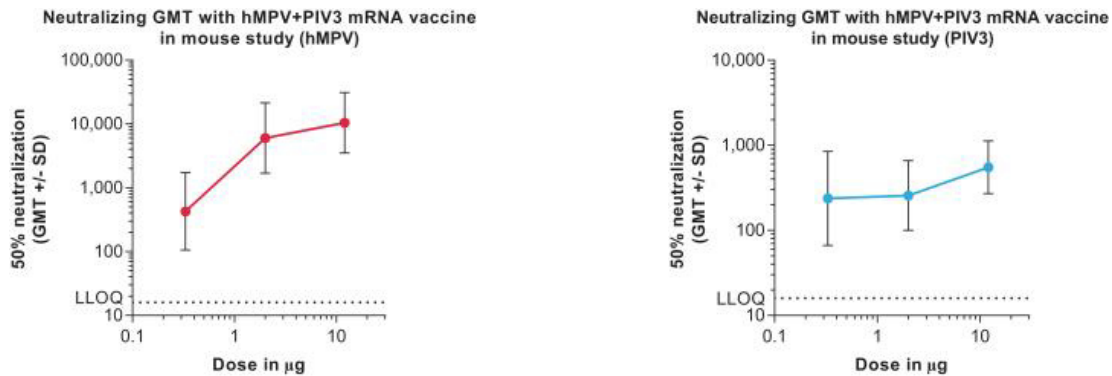 Neutralizing GMT with hMPV+PIV3 mRNA vaccine
in mouse study (hMPV)
100,000
10,000
1,000
100
LLOQ
10
0.1
1
10
50% neutralization
(GMT +/- SD)
Dose in μg
Neutralizing GMT with hMPV+PIV3 mRNA vaccine
in mouse study (PIV3)
10,000
1,000
100
LLOQ
10
0.1
1
10
50% neutralization
(GMT +/- SD)
Dose in μg